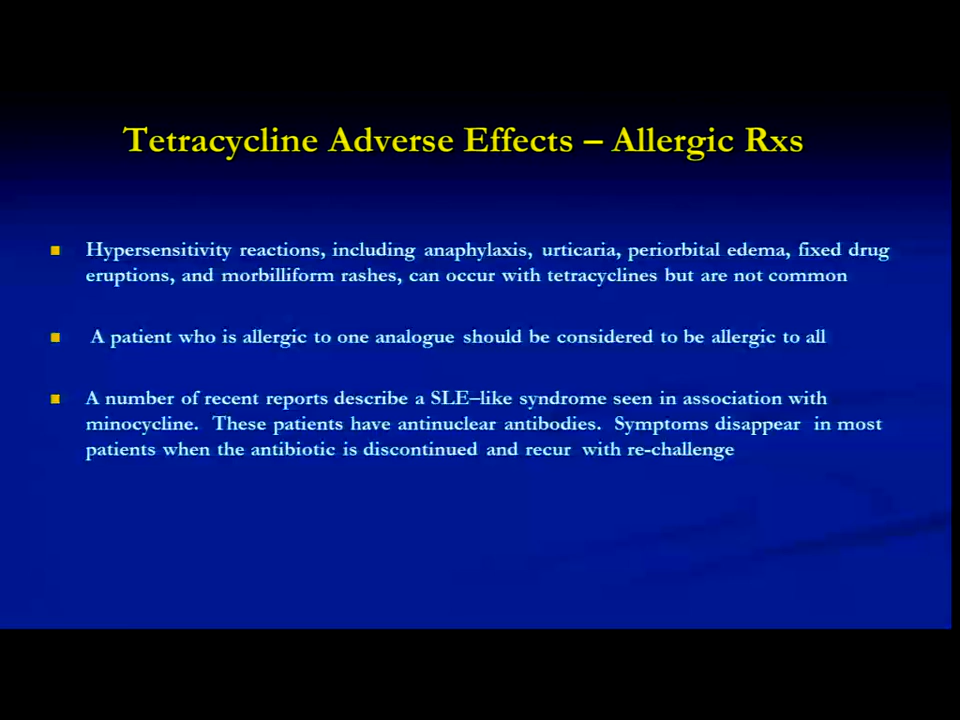 Tetracycline Adverse Effects – Allergic Rxs
Hypersensitivity reactions, including anaphylaxis, urticaria, periorbital edema, fixed drug
eruptions, and morbilliform rashes, can occur with tetracyclines but are not common
A patient who is allergic to one analogue should be considered to be allergic to all
A number of recent reports describe a SLE–like syndrome seen in association with
minocycline. These patients have antinuclear antibodies. Symptoms disappear in most
patients when the antibiotic is discontinued and recur with re-challenge